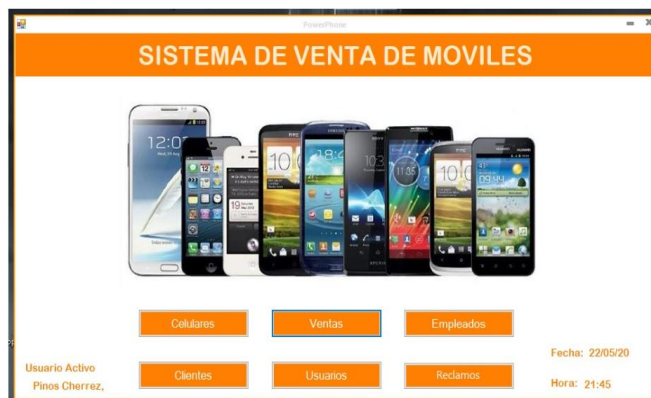 PowerPhone
SISTEMA DE VENTA DE MOVILES
Celulares
Ventas
Empleados
Clientes
Usuarios
Reclamos
Usuario Activo
Pinos Cherrez,
Fecha: 22/05/20
Hora: 21:45